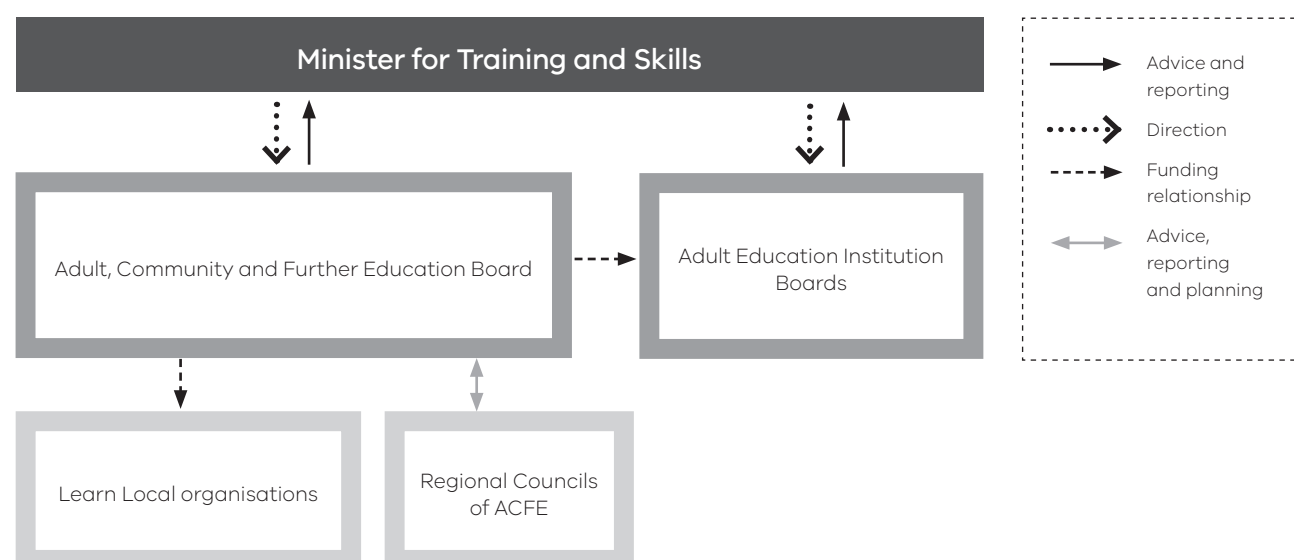 Minister for Training and Skills
Adult, Community and Further Education Board
Adult Education Institution
Boards
Learn Local organisations
Regional Councils
of ACFE
Advice and
reporting
Direction
Funding
relationship
Advice,
reporting
and planning